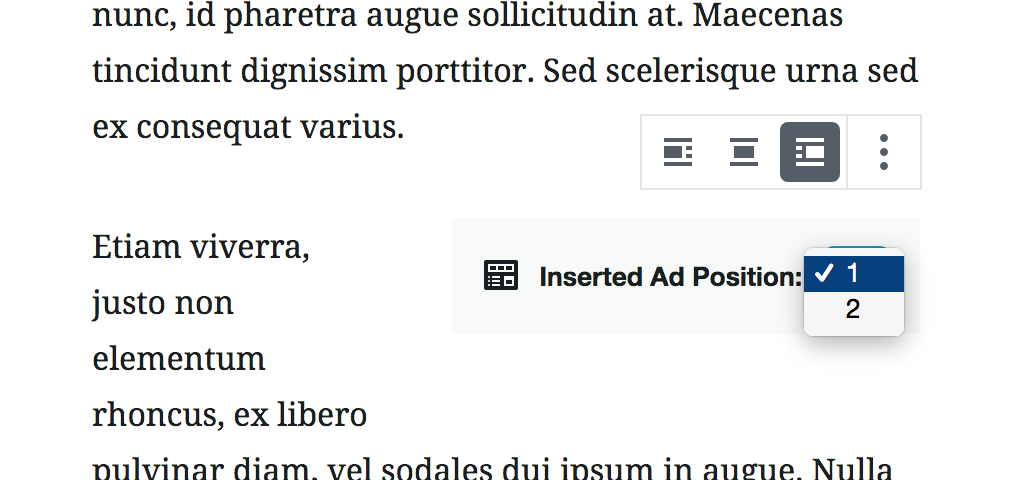 nunc, id pharetra augue sollicitudin at. Maecenas
tincidunt dignissim porttitor. Sed scelerisque urna sed
ex consequat varius.
Etiam viverra,
justo non
elementum
rhoncus, ex libero
pulvinar diam, vel sodales dui ipsum in augue. Nulla
Inserted Ad Position:
✓ 1
2